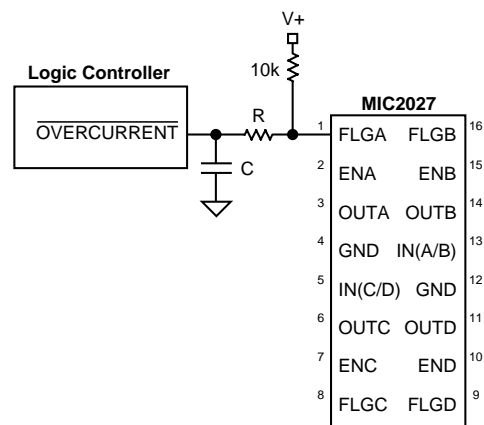 V+
10k
Logic Controller
OVERCURRENT
R
C
MIC2027
1 FLGA FLGB 16
2 ENA ENB 15
3 OUTA OUTB 14
4 GND IN(A/B) 13
5 IN(C/D) GND 12
6 OUTC OUTD 11
7 ENC END 10
8 FLGC FLGD 9